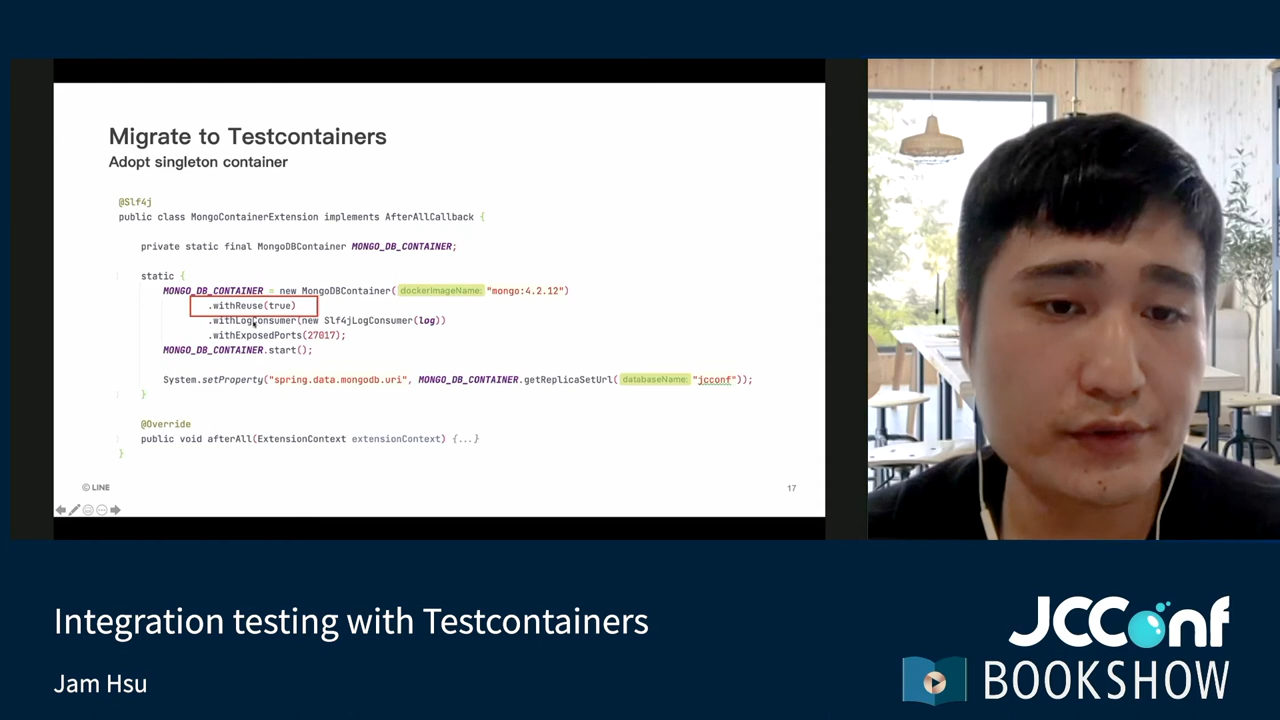 Migrate to Testcontainers
Adopt singleton container
@Slf4j
public class MongoContainerExtension implements AfterAllCallback {
private static final MongoDBContainer MONGO_DB_CONTAINER;
static {
MONGO_DB_CONTAINER = new MongoDBContainer( dockerImageName: "mongo:4.2.12")
.withReuse(true)
.withLogConsumer(new Slf4jLogConsumer(log))
.withExposedPorts(27017);
MONGO_DB_CONTAINER.start();
System.setProperty("spring.data.mongodb.uri", MONGO_DB_CONTAINER.getReplicaSetUrl( databaseName: "jcconf"));
}
@Override
public void afterAll(ExtensionContext extensionContext) {...}
}
© LINE
17
Integration testing with Testcontainers
Jam Hsu
JCConf
BOOKSHOW